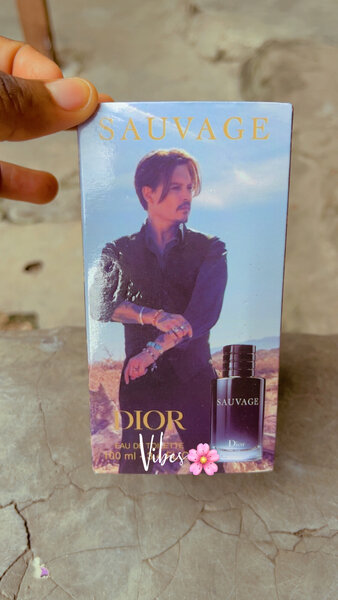 SAUVAGE
SAUVAGE
Dior
DIOR
EAU DE TOILETTE
100 ml
Vibes